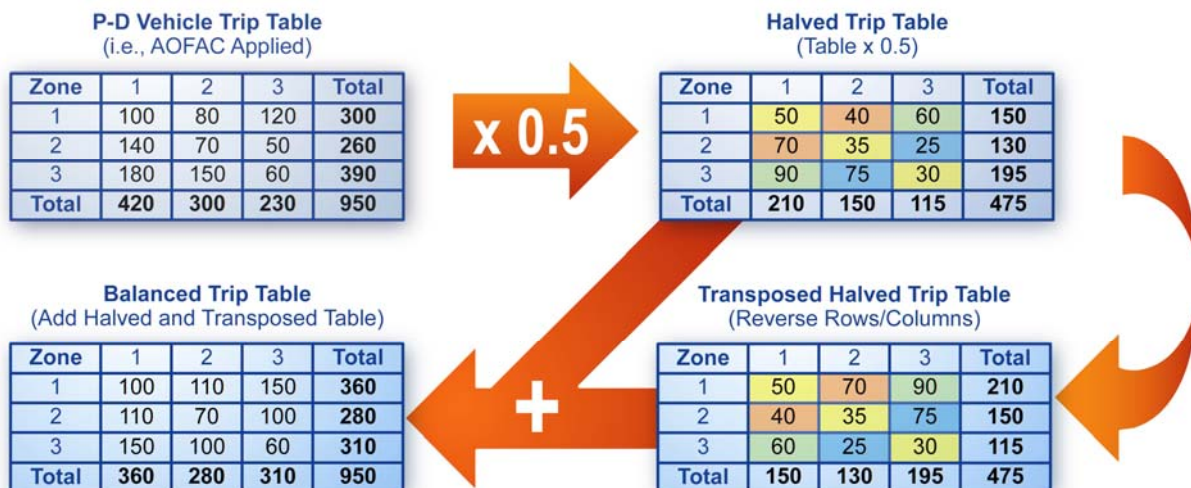 P-D Vehicle Trip Table
(i.e., AOFAC Applied)
Zone 1 2 3 Total
1 100 80 120 300
2 140 70 50 260
3 180 150 60 390
Total 420 300 230 950
x 0.5
Halved Trip Table
(Table x 0.5)
Zone 1 2 3 Total
1 50 40 60 150
2 70 35 25 130
3 90 75 30 195
Total 210 150 115 475
Balanced Trip Table
(Add Halved and Transposed Table)
Zone 1 2 3 Total
1 100 110 150 360
2 110 70 100 280
3 150 100 60 310
Total 360 280 310 950
+
Transposed Halved Trip Table
(Reverse Rows/Columns)
Zone 1 2 3 Total
1 50 70 90 210
2 40 35 75 150
3 60 25 30 115
Total 150 130 195 475